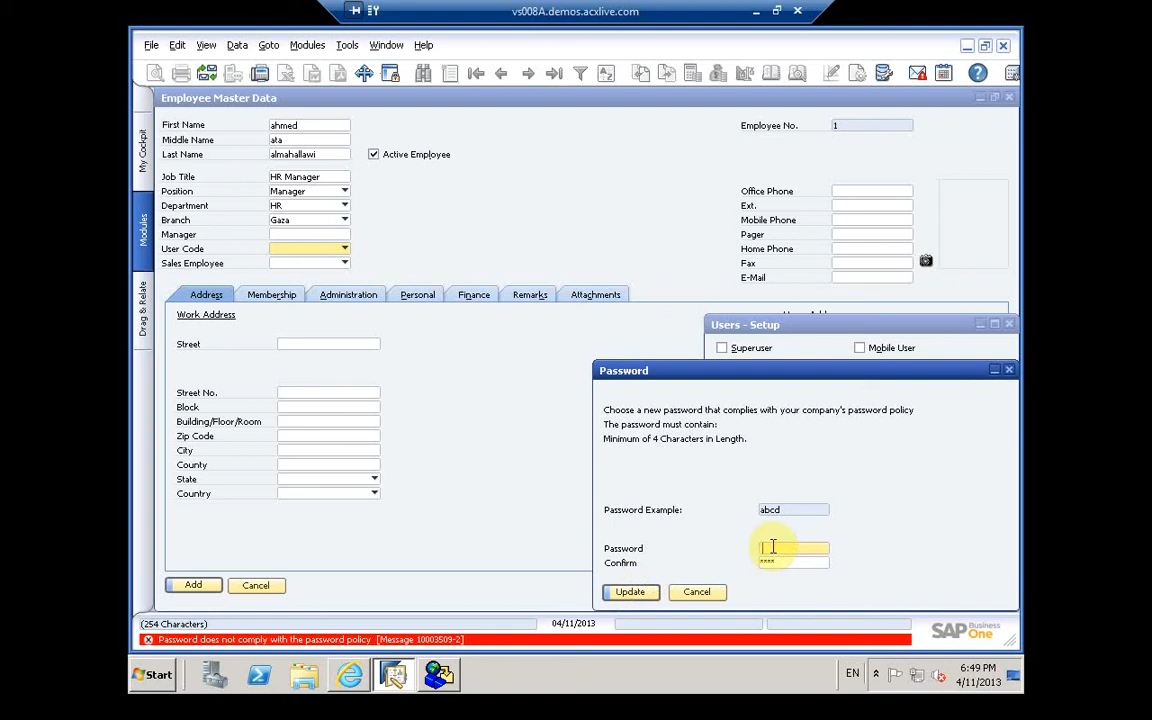 vs008A.demos.acxlive.com
File Edit View Data Goto Modules Tools Window Help
Employee Master Data
My Cockpit
Modules
Drag & Relate
First Name ahmed
Middle Name ata
Last Name almahallawi
Active Employee
Job Title HR Manager
Position Manager
Department HR
Branch Gaza
Manager
User Code
Sales Employee
Employee No. 1
Office Phone
Ext.
Mobile Phone
Pager
Home Phone
Fax
E-Mail
Address Membership Administration Personal Finance Remarks Attachments
Work Address
Street
Street No.
Block
Building/Floor/Room
Zip Code
City
County
State
Country
Add Cancel
Users - Setup
Superuser Mobile User
Password
Choose a new password that complies with your company's password policy
The password must contain:
Minimum of 4 Characters in Length.
Password Example: abcd
Password
Confirm ****
Update Cancel
(254 Characters) 04/11/2013
Password does not comply with the password policy [Message 10003509-2]
SAP Business One
Start
EN
6:49 PM
4/11/2013